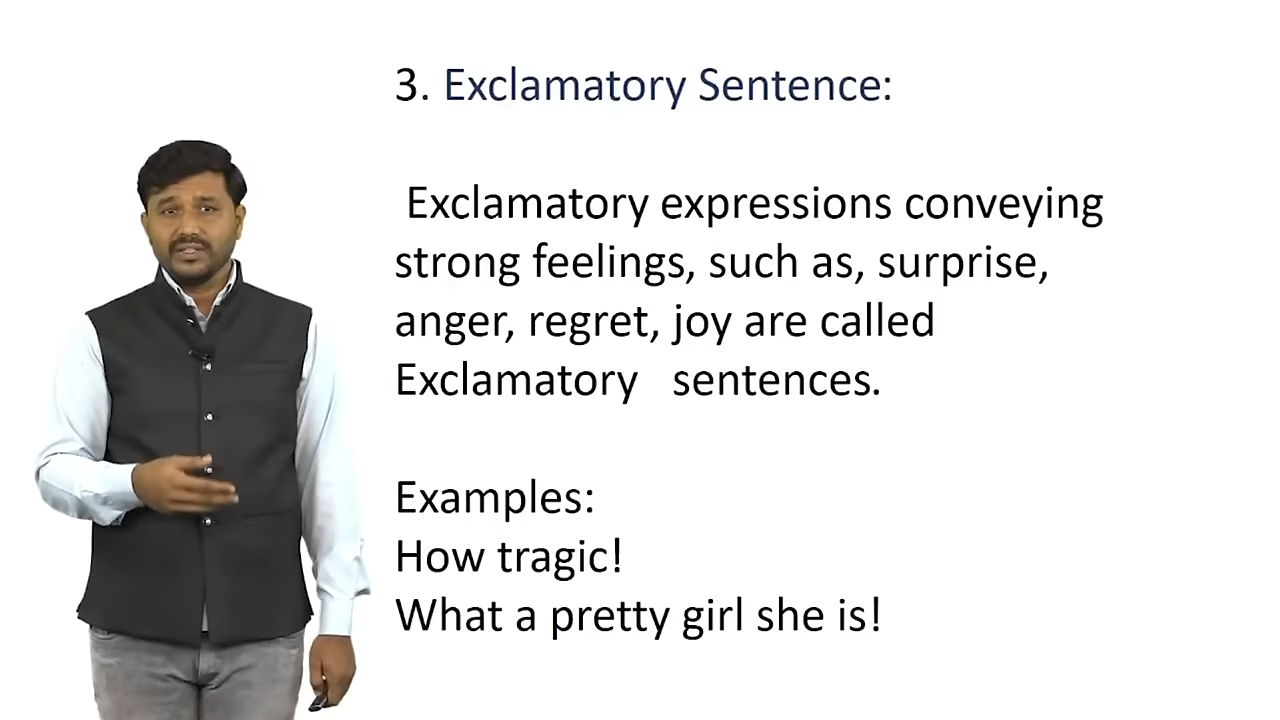 3. Exclamatory Sentence:
Exclamatory expressions conveying
strong feelings, such as, surprise,
anger, regret, joy are called
Exclamatory sentences.
Examples:
How tragic!
What a pretty girl she is!